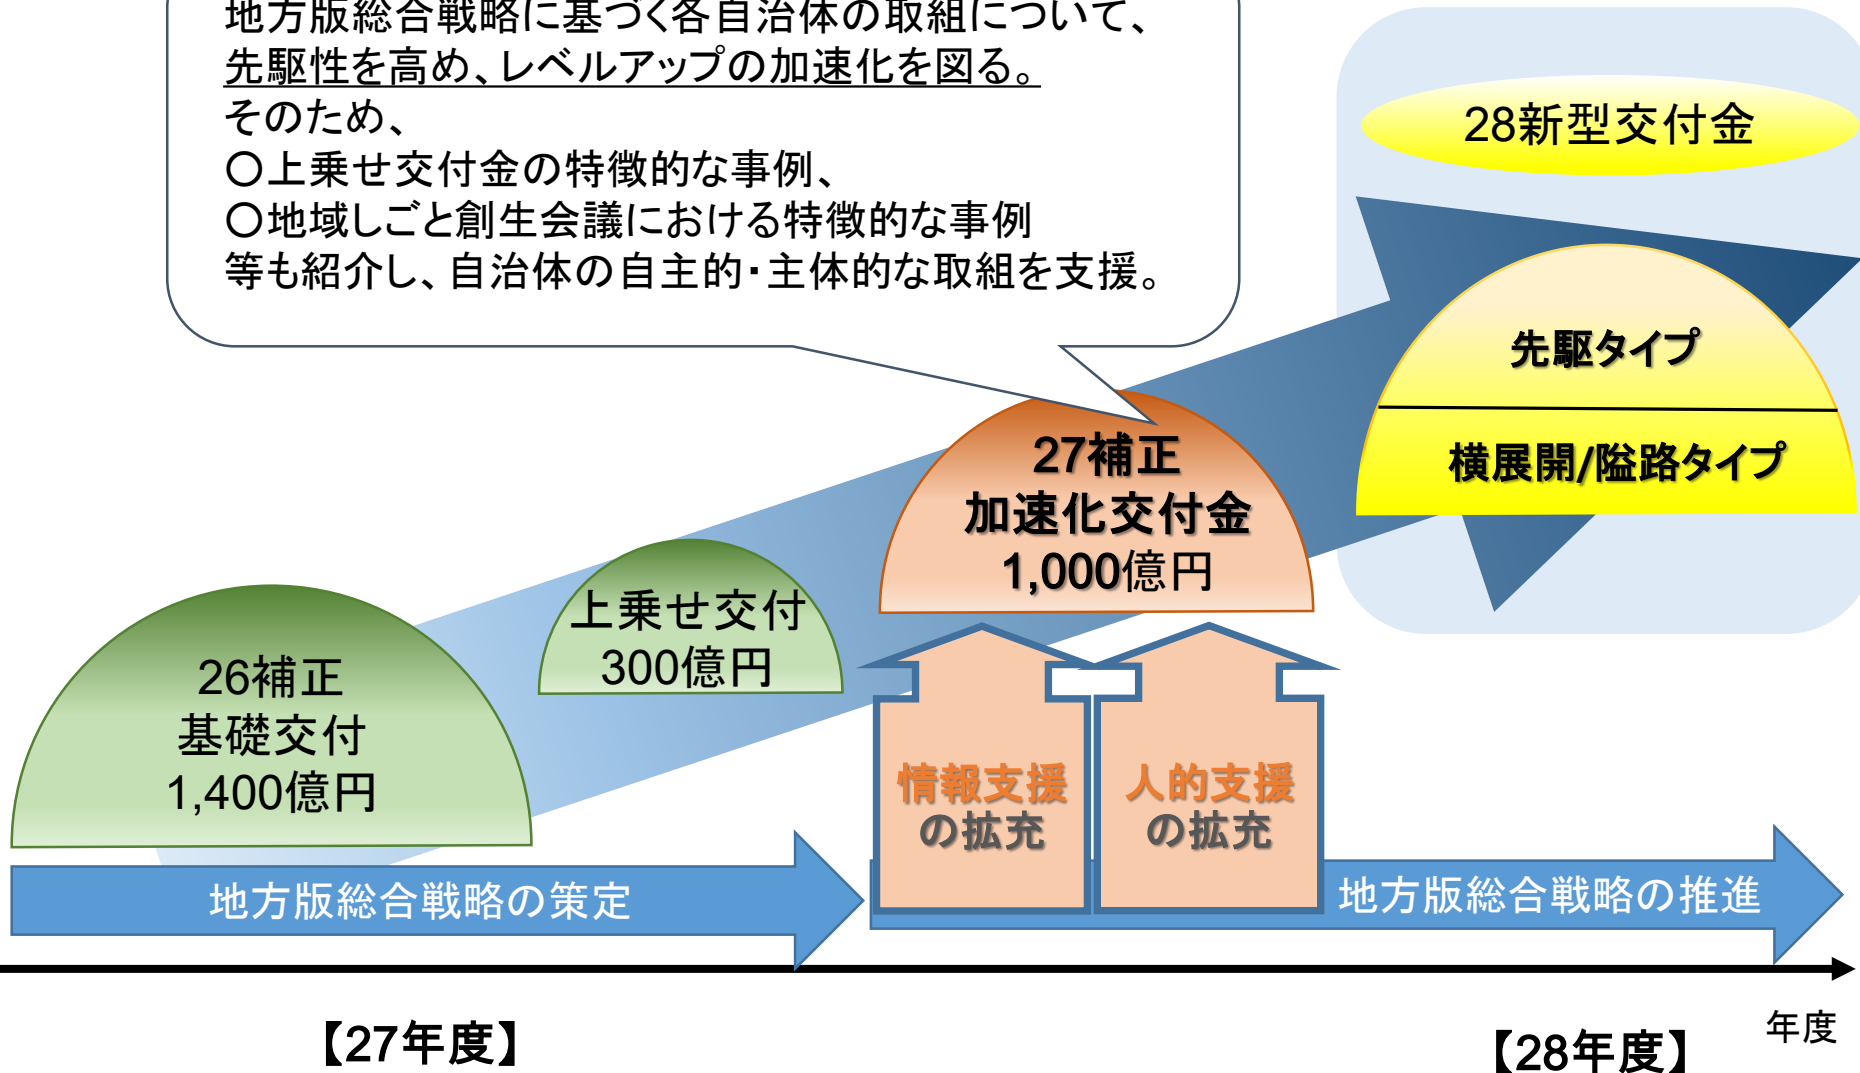 地方版総合戦略に基づく各自治体の取組について、
先駆性を高め、レベルアップの加速化を図る。
そのため、
○上乗せ交付金の特徴的な事例、
○地域しごと創生会議における特徴的な事例
等も紹介し、自治体の自主的・主体的な取組を支援。
28新型交付金
先駆タイプ
横展開/隘路タイプ
27補正
加速化交付金
1,000億円
上乗せ交付
300億円
26補正
基礎交付
1,400億円
情報支援
の拡充
人的支援
の拡充
地方版総合戦略の策定
地方版総合戦略の推進
年度
【27年度】
【28年度】